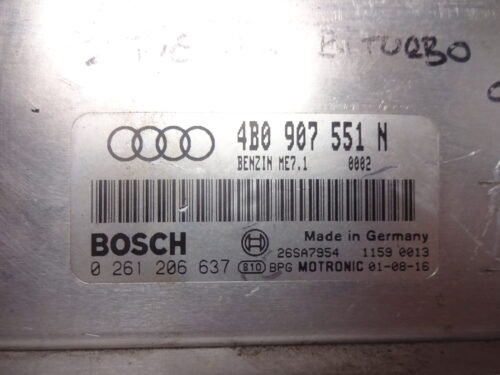 BITURBO
4B0 907 551 N
BENZIN ME7.1 0002
BOSCH
Made in Germany
26SA7954 1159 0013
0 261 206 637 810 BPG MOTRONIC 01-08-16